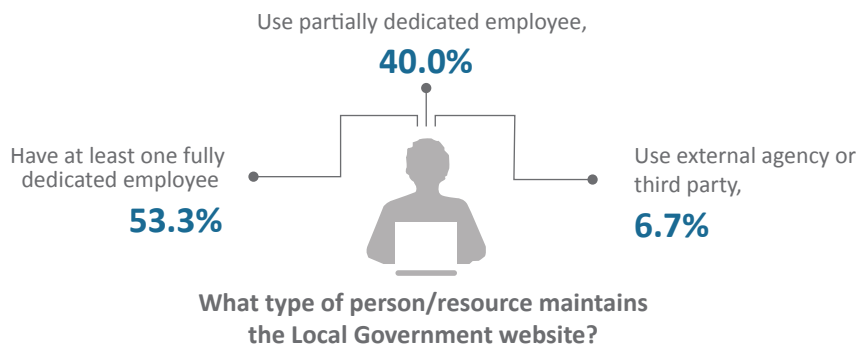 Use partially dedicated employee,
40.0%
Have at least one fully
dedicated employee
53.3%
Use external agency or
third party,
6.7%
What type of person/resource maintains
the Local Government website?